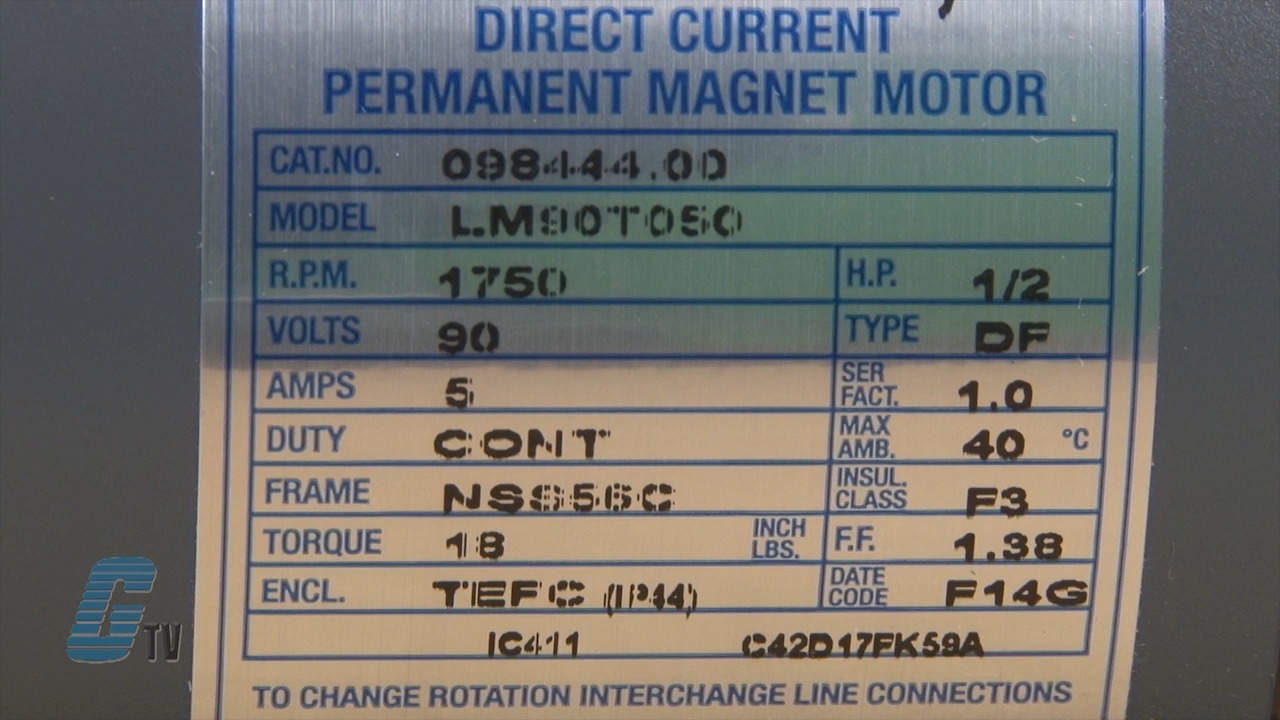 DIRECT CURRENT
PERMANENT MAGNET MOTOR
CAT.NO. 098444.00
MODEL LM90T050
R.P.M. 1750 H.P. 1/2
VOLTS 90 TYPE DF
AMPS 5 SER FACT. 1.0
DUTY CONT MAX AMB. 40 °C
FRAME NSS56C INSUL. CLASS F3
TORQUE 18 INCH LBS. F.F. 1.38
ENCL. TEFC (IP44) DATE CODE F14G
IC411 C42D17FK59A
TO CHANGE ROTATION INTERCHANGE LINE CONNECTIONS
G TV